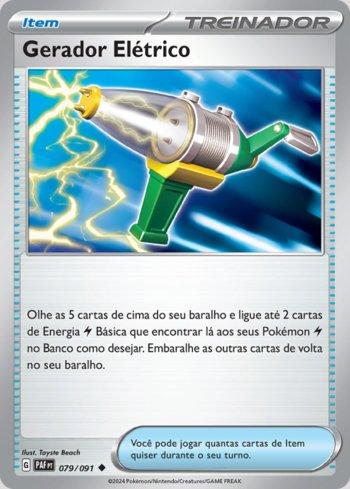 Item
TREINADOR
Gerador Elétrico
Olhe as 5 cartas de cima do seu baralho e ligue até 2 cartas
de Energia Básica que encontrar lá aos seus Pokémon
no Banco como desejar. Embaralhe as outras cartas de volta
no seu baralho.
Ilust. Toyste Beach
G PAF PT 079/091
Você pode jogar quantas cartas de Item
quiser durante o seu turno.
©2024 Pokémon/Nintendo/Creatures/GAME FREAK